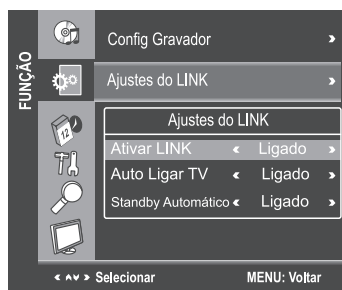 FUNÇÃO
Config Gravador ›
Ajustes do LINK ›
Ajustes do LINK
Ativar LINK ‹ Ligado ›
Auto Ligar TV ‹ Ligado ›
Standby Automático ‹ Ligado ›
12
‹ ∧∨ › Selecionar MENU: Voltar